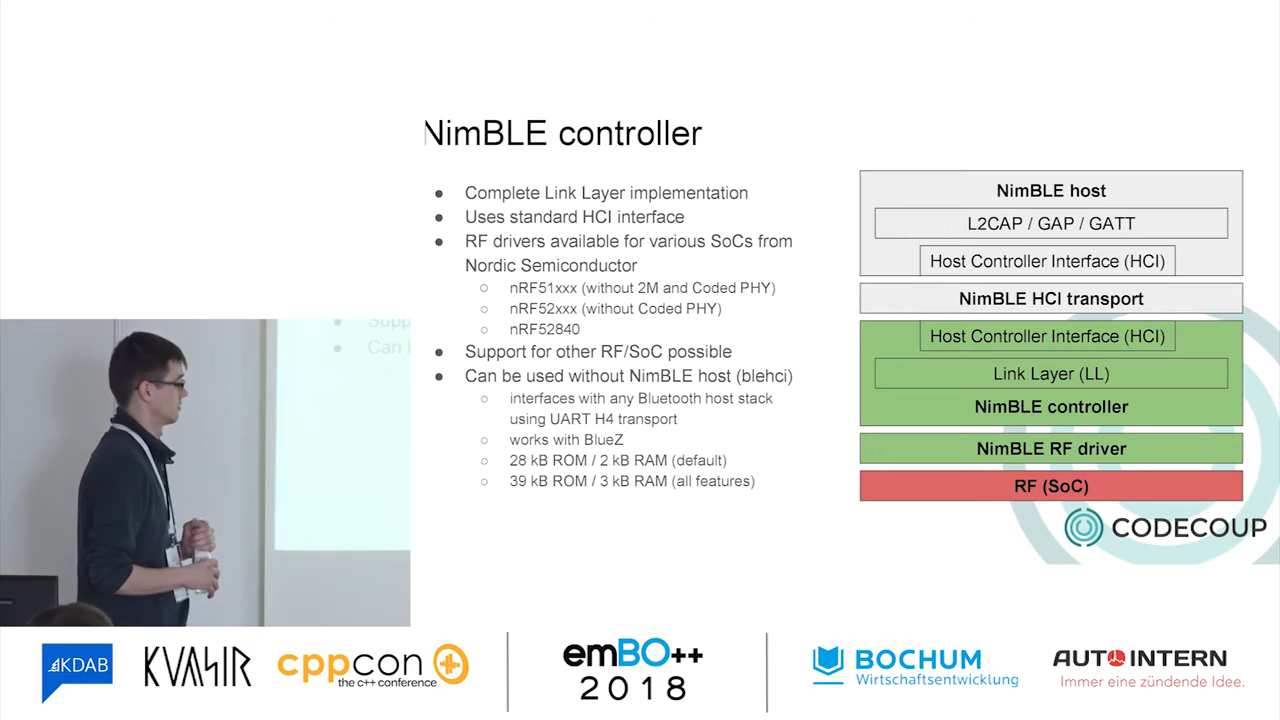 NimBLE controller
● Complete Link Layer implementation
● Uses standard HCI interface
● RF drivers available for various SoCs from
Nordic Semiconductor
○ nRF51xxx (without 2M and Coded PHY)
○ nRF52xxx (without Coded PHY)
○ nRF52840
● Support for other RF/SoC possible
● Can be used without NimBLE host (blehci)
○ interfaces with any Bluetooth host stack
using UART H4 transport
○ works with BlueZ
○ 28 kB ROM / 2 kB RAM (default)
○ 39 kB ROM / 3 kB RAM (all features)
NimBLE host
L2CAP / GAP / GATT
Host Controller Interface (HCI)
NimBLE HCI transport
Host Controller Interface (HCI)
Link Layer (LL)
NimBLE controller
NimBLE RF driver
RF (SoC)
CODECOUP
Can
KDAB
KVASIR
cppcon
the c++ conference
emBO++
2018
BOCHUM
Wirtschaftsentwicklung
AUTOINTERN
Immer eine zündende Idee.